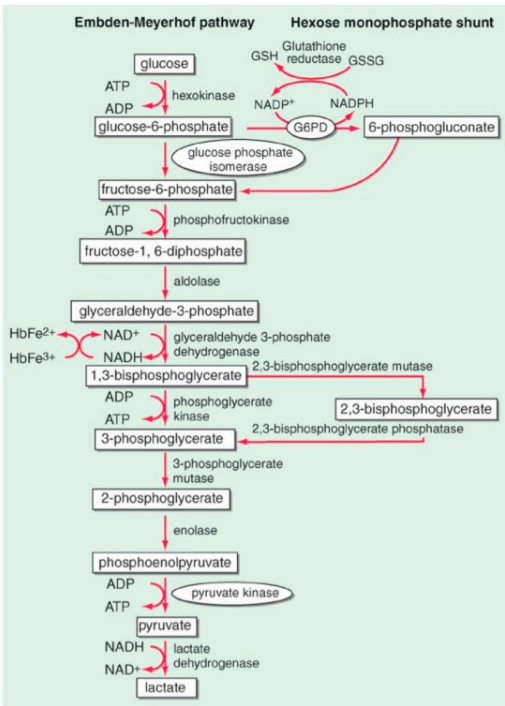 Embden-Meyerhof pathway
Hexose monophosphate shunt
glucose
GSH
Glutathione
reductase
GSSG
ATP
ADP
hexokinase
NADP+
NADPH
glucose-6-phosphate
G6PD
6-phosphogluconate
glucose phosphate
isomerase
fructose-6-phosphate
ATP
ADP
phosphofructokinase
fructose-1, 6-diphosphate
aldolase
glyceraldehyde-3-phosphate
HbFe2+
HbFe3+
NAD+
NADH
glyceraldehyde 3-phosphate
dehydrogenase
1,3-bisphosphoglycerate
2,3-bisphosphoglycerate mutase
ADP
ATP
phosphoglycerate
kinase
2,3-bisphosphoglycerate
3-phosphoglycerate
2,3-bisphosphoglycerate phosphatase
3-phosphoglycerate
mutase
2-phosphoglycerate
enolase
phosphoenolpyruvate
ADP
ATP
pyruvate kinase
pyruvate
NADH
NAD+
lactate
dehydrogenase
lactate